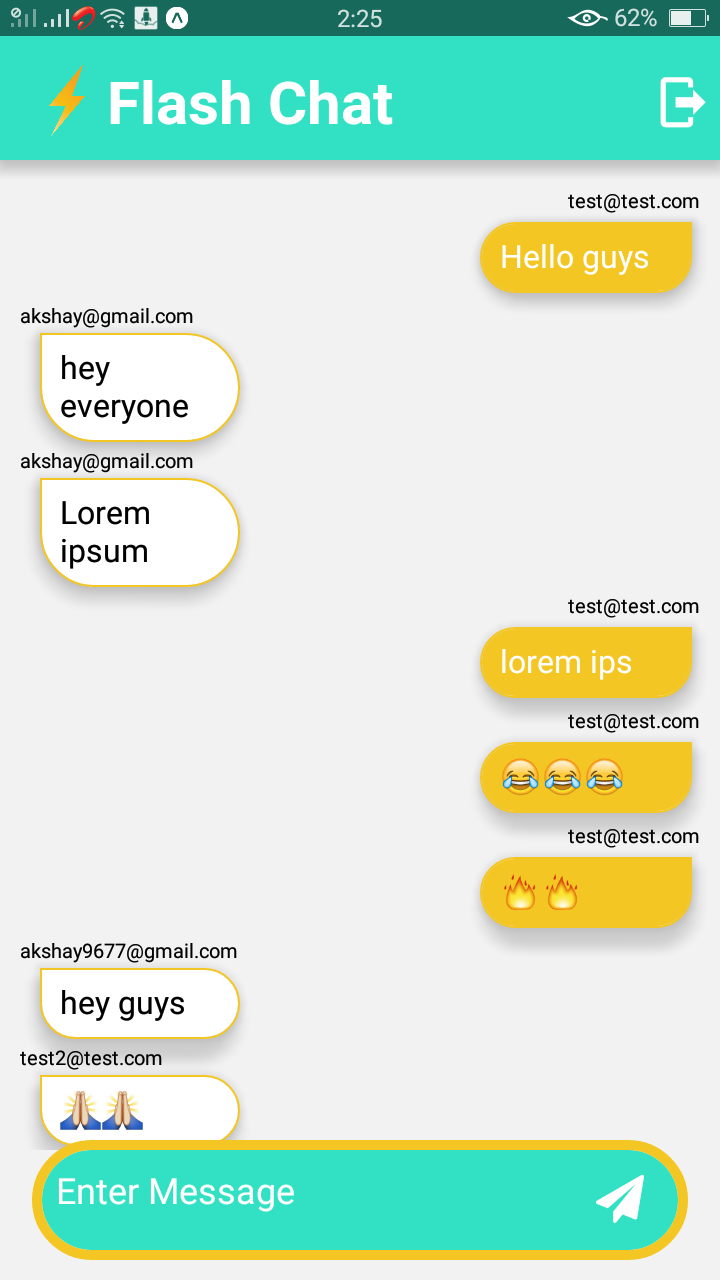 2:25
62%
⚡ Flash Chat
test@test.com
Hello guys
akshay@gmail.com
hey
everyone
akshay@gmail.com
Lorem
ipsum
test@test.com
lorem ips
test@test.com
😂😂😂
test@test.com
🔥🔥
akshay9677@gmail.com
hey guys
test2@test.com
🙏🏼🙏🏼
Enter Message